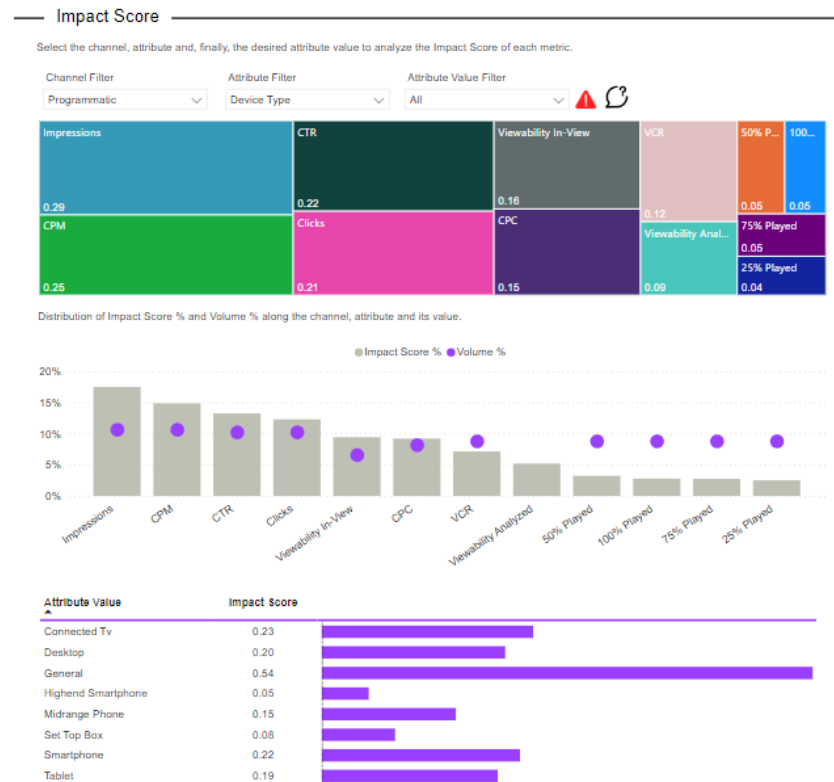 Impact Score
Select the channel, attribute and, finally, the desired attribute value to analyze the Impact Score of each metric.
Channel Filter Attribute Filter Attribute Value Filter
Programmatic Device Type All
Impressions CTR Viewability In-View VCR 50% P... 100...
0.29 0.22 0.16 0.12 0.05 0.05
CPM Clicks CPC Viewability Anal... 75% Played
0.05
25% Played
0.25 0.21 0.15 0.09 0.04
Distribution of Impact Score % and Volume % along the channel, attribute and its value.
Impact Score % Volume %
20%
15%
10%
5%
0%
Impressions CPM CTR Clicks Viewability In-View CPC VCR Viewability Analyzed 50% Played 100% Played 75% Played 25% Played
Attribute Value Impact Score
Connected Tv 0.23
Desktop 0.20
General 0.54
Highend Smartphone 0.05
Midrange Phone 0.15
Set Top Box 0.08
Smartphone 0.22
Tablet 0.19